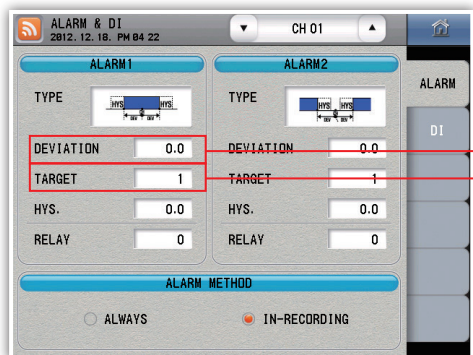 ALARM & DI
2012. 12. 18. PM 04 22
CH 01
ALARM1
TYPE
HYS HYS
DEV DEV
DEVIATION 0.0
TARGET 1
HYS. 0.0
RELAY 0
ALARM2
TYPE
HYS HYS
DEV DEV
DEVIATION 0.0
TARGET 1
HYS. 0.0
RELAY 0
ALARM METHOD
ALWAYS
IN-RECORDING
ALARM
DI